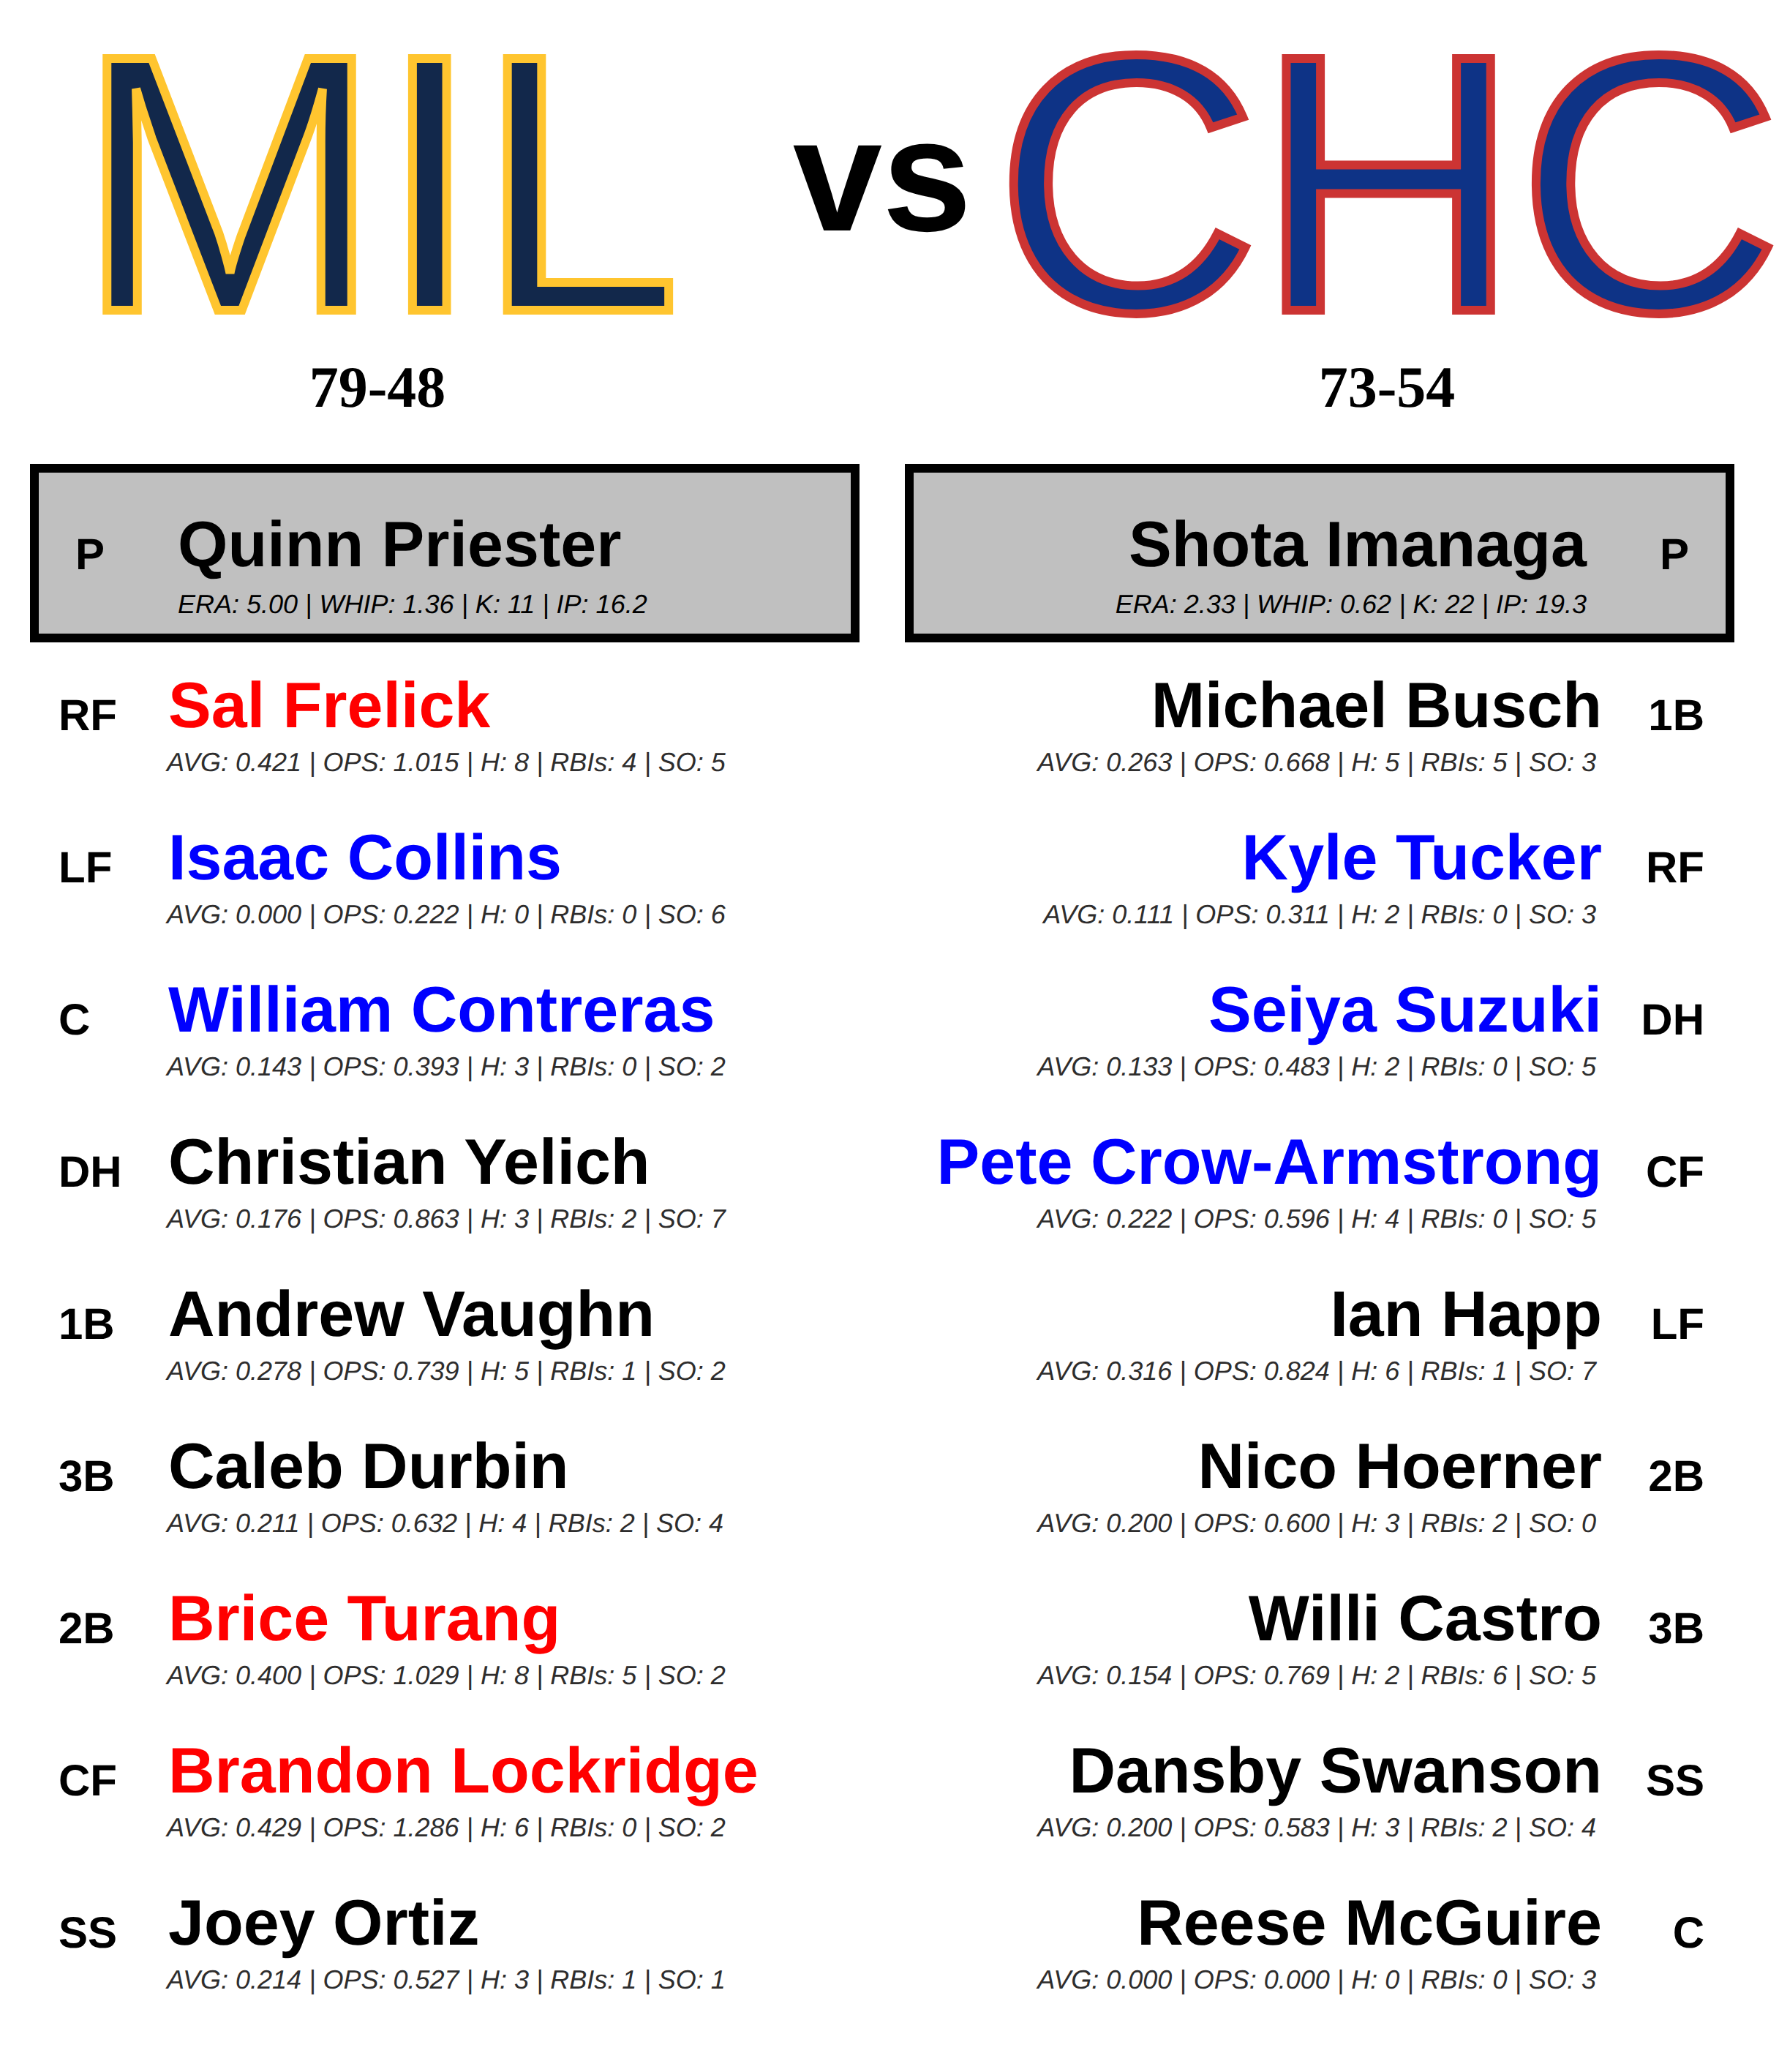 MIL vs CHC
79-48 73-54
P Quinn Priester Shota Imanaga P
ERA: 5.00 | WHIP: 1.36 | K: 11 | IP: 16.2 ERA: 2.33 | WHIP: 0.62 | K: 22 | IP: 19.3
RF Sal Frelick Michael Busch 1B
AVG: 0.421 | OPS: 1.015 | H: 8 | RBIs: 4 | SO: 5 AVG: 0.263 | OPS: 0.668 | H: 5 | RBIs: 5 | SO: 3
LF Isaac Collins Kyle Tucker RF
AVG: 0.000 | OPS: 0.222 | H: 0 | RBIs: 0 | SO: 6 AVG: 0.111 | OPS: 0.311 | H: 2 | RBIs: 0 | SO: 3
C William Contreras Seiya Suzuki DH
AVG: 0.143 | OPS: 0.393 | H: 3 | RBIs: 0 | SO: 2 AVG: 0.133 | OPS: 0.483 | H: 2 | RBIs: 0 | SO: 5
DH Christian Yelich Pete Crow-Armstrong CF
AVG: 0.176 | OPS: 0.863 | H: 3 | RBIs: 2 | SO: 7 AVG: 0.222 | OPS: 0.596 | H: 4 | RBIs: 0 | SO: 5
1B Andrew Vaughn Ian Happ LF
AVG: 0.278 | OPS: 0.739 | H: 5 | RBIs: 1 | SO: 2 AVG: 0.316 | OPS: 0.824 | H: 6 | RBIs: 1 | SO: 7
3B Caleb Durbin Nico Hoerner 2B
AVG: 0.211 | OPS: 0.632 | H: 4 | RBIs: 2 | SO: 4 AVG: 0.200 | OPS: 0.600 | H: 3 | RBIs: 2 | SO: 0
2B Brice Turang Willi Castro 3B
AVG: 0.400 | OPS: 1.029 | H: 8 | RBIs: 5 | SO: 2 AVG: 0.154 | OPS: 0.769 | H: 2 | RBIs: 6 | SO: 5
CF Brandon Lockridge Dansby Swanson SS
AVG: 0.429 | OPS: 1.286 | H: 6 | RBIs: 0 | SO: 2 AVG: 0.200 | OPS: 0.583 | H: 3 | RBIs: 2 | SO: 4
SS Joey Ortiz Reese McGuire C
AVG: 0.214 | OPS: 0.527 | H: 3 | RBIs: 1 | SO: 1 AVG: 0.000 | OPS: 0.000 | H: 0 | RBIs: 0 | SO: 3